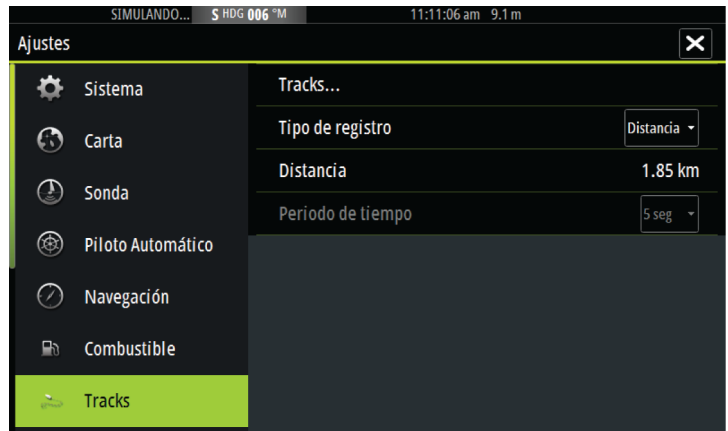 SIMULANDO... S HDG 006 °M 11:11:06 am 9.1 m
Ajustes
Sistema
Carta
Sonda
Piloto Automático
Navegación
Combustible
Tracks
Tracks...
Tipo de registro Distancia
Distancia 1.85 km
Periodo de tiempo 5 seg